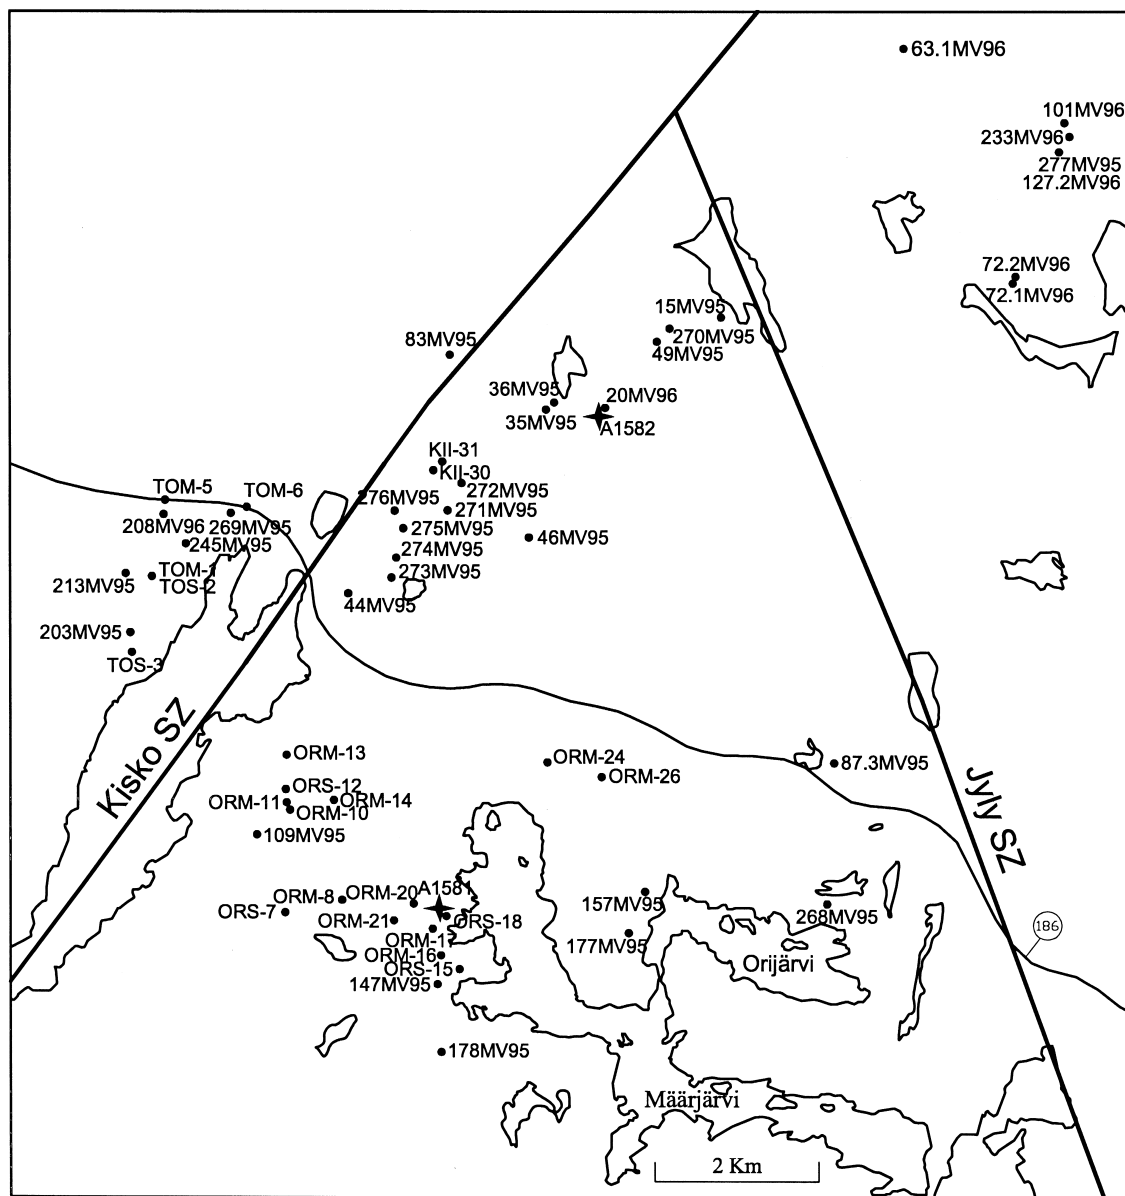 63.1MV96
101MV96
233MV96
277MV95
127.2MV96
72.2MV96
72.1MV96
15MV95
270MV95
49MV95
83MV95
36MV95
35MV95
20MV96
A1582
KII-31
KII-30
272MV95
276MV95
271MV95
275MV95
46MV95
274MV95
273MV95
44MV95
TOM-5
TOM-6
208MV96
269MV95
245MV95
TOM-1
213MV95
TOS-2
203MV95
TOS-3
Kisko SZ
ORM-13
ORS-12
ORM-11
ORM-14
ORM-10
109MV95
ORM-24
ORM-26
87.3MV95
Jyly SZ
ORM-8
ORM-20
A1581
ORS-7
ORM-21
ORS-18
ORM-17
ORM-16
ORS-15
147MV95
157MV95
268MV95
177MV95
Orijärvi
186
178MV95
Määrjärvi
2 Km